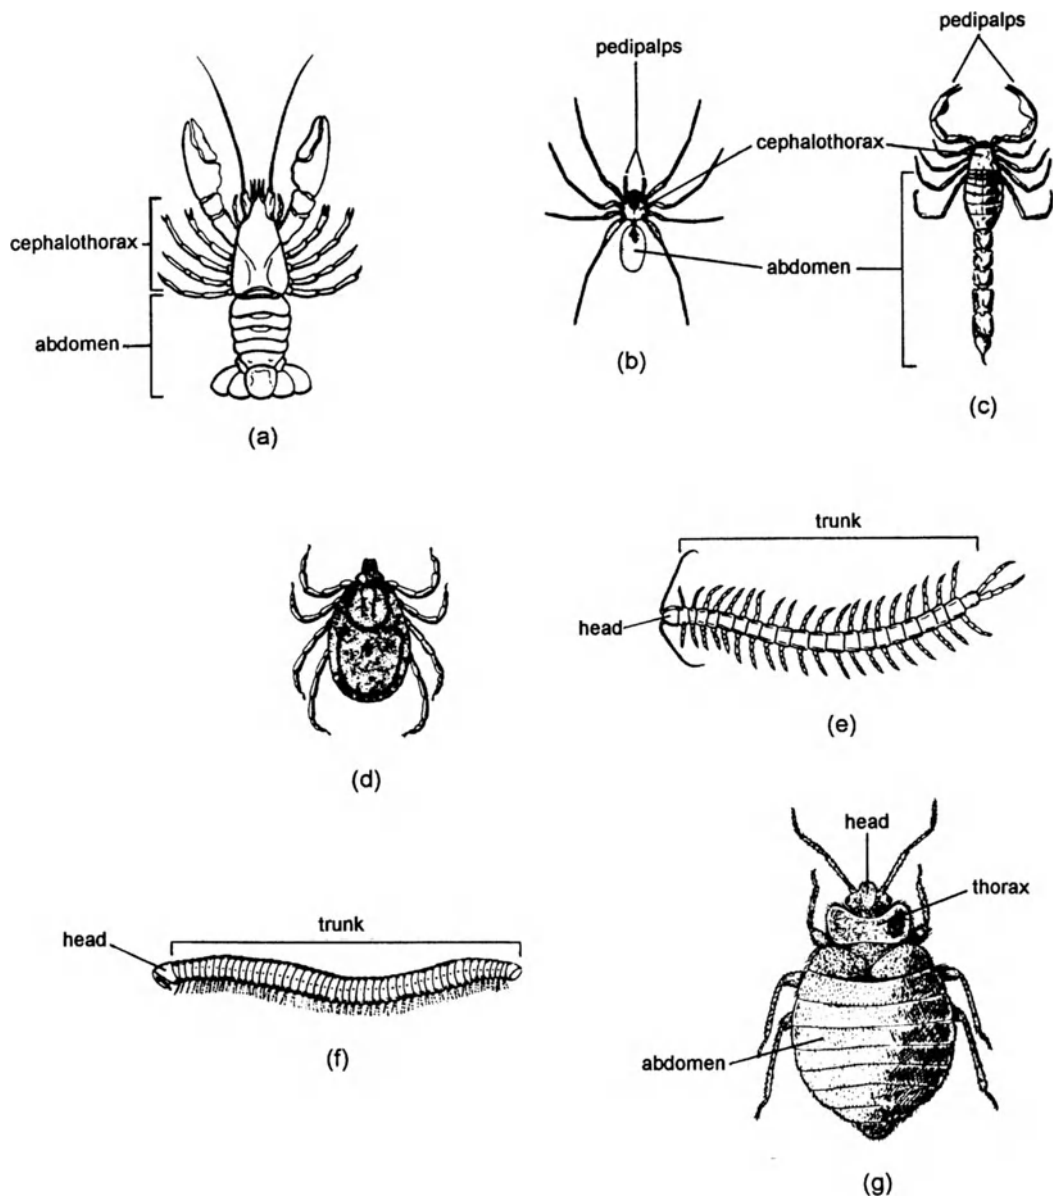 pedipalps
pedipalps
cephalothorax
cephalothorax
abdomen
abdomen
(a)
(b)
(c)
trunk
head
(d)
(e)
head
thorax
trunk
head
abdomen
(f)
(g)